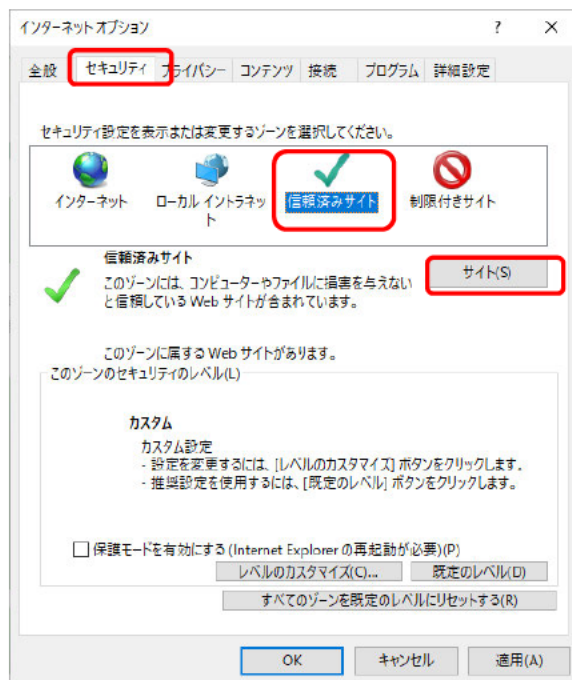 インターネット オプション ? ×
全般 セキュリティ プライバシー コンテンツ 接続 プログラム 詳細設定
セキュリティ設定を表示または変更するゾーンを選択してください。
インターネット ローカル イントラネッ 信頼済みサイト 制限付きサイト
ト
信頼済みサイト
サイト(S)
このゾーンには、コンピューターやファイルに損害を与えない
と信頼している Web サイトが含まれています。
このゾーンに属する Web サイトがあります。
このゾーンのセキュリティのレベル(L)
カスタム
カスタム設定
- 設定を変更するには、[レベルのカスタマイズ] ボタンをクリックします。
- 推奨設定を使用するには、[既定のレベル] ボタンをクリックします。
保護モードを有効にする (Internet Explorer の再起動が必要)(P)
レベルのカスタマイズ(C)... 既定のレベル(D)
すべてのゾーンを既定のレベルにリセットする(R)
OK キャンセル 適用(A)